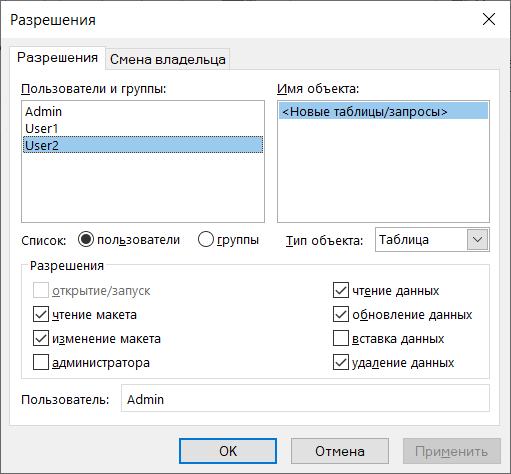 Разрешения
Разрешения Смена владельца
Пользователи и группы: Имя объекта:
Admin <Новые таблицы/запросы>
User1
User2
Список: пользователи группы Тип объекта: Таблица
Разрешения
открытие/запуск чтение данных
чтение макета обновление данных
изменение макета вставка данных
администратора удаление данных
Пользователь: Admin
ОК Отмена Применить